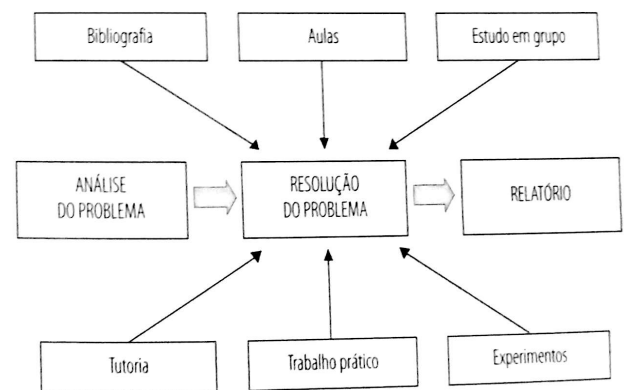 Bibliografia
Aulas
Estudo em grupo
ANÁLISE
DO PROBLEMA
RESOLUÇÃO
DO PROBLEMA
RELATÓRIO
Tutoria
Trabalho prático
Experimentos